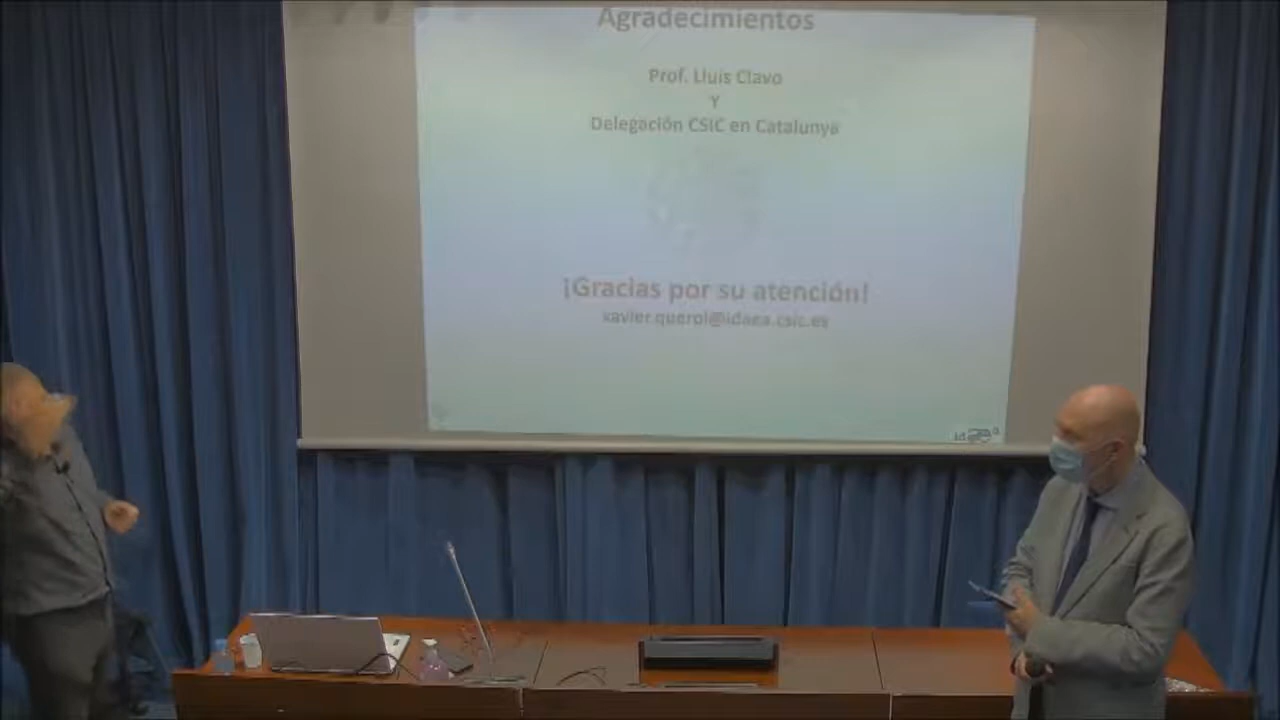 Agradecimientos
Prof. Lluís Clavo
Y
Delegación CSIC en Catalunya
¡Gracias por su atención!
xavier.querol@idaea.csic.es